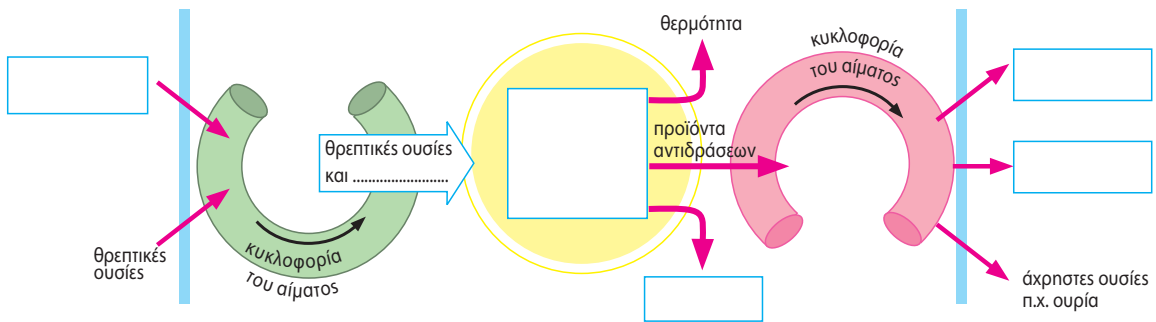 θερμότητα
κυκλοφορία
του αίματος
θρεπτικές ουσίες
και ........................
προϊόντα
αντιδράσεων
θρεπτικές
ουσίες
κυκλοφορία
του αίματος
άχρηστες ουσίες
π.χ. ουρία